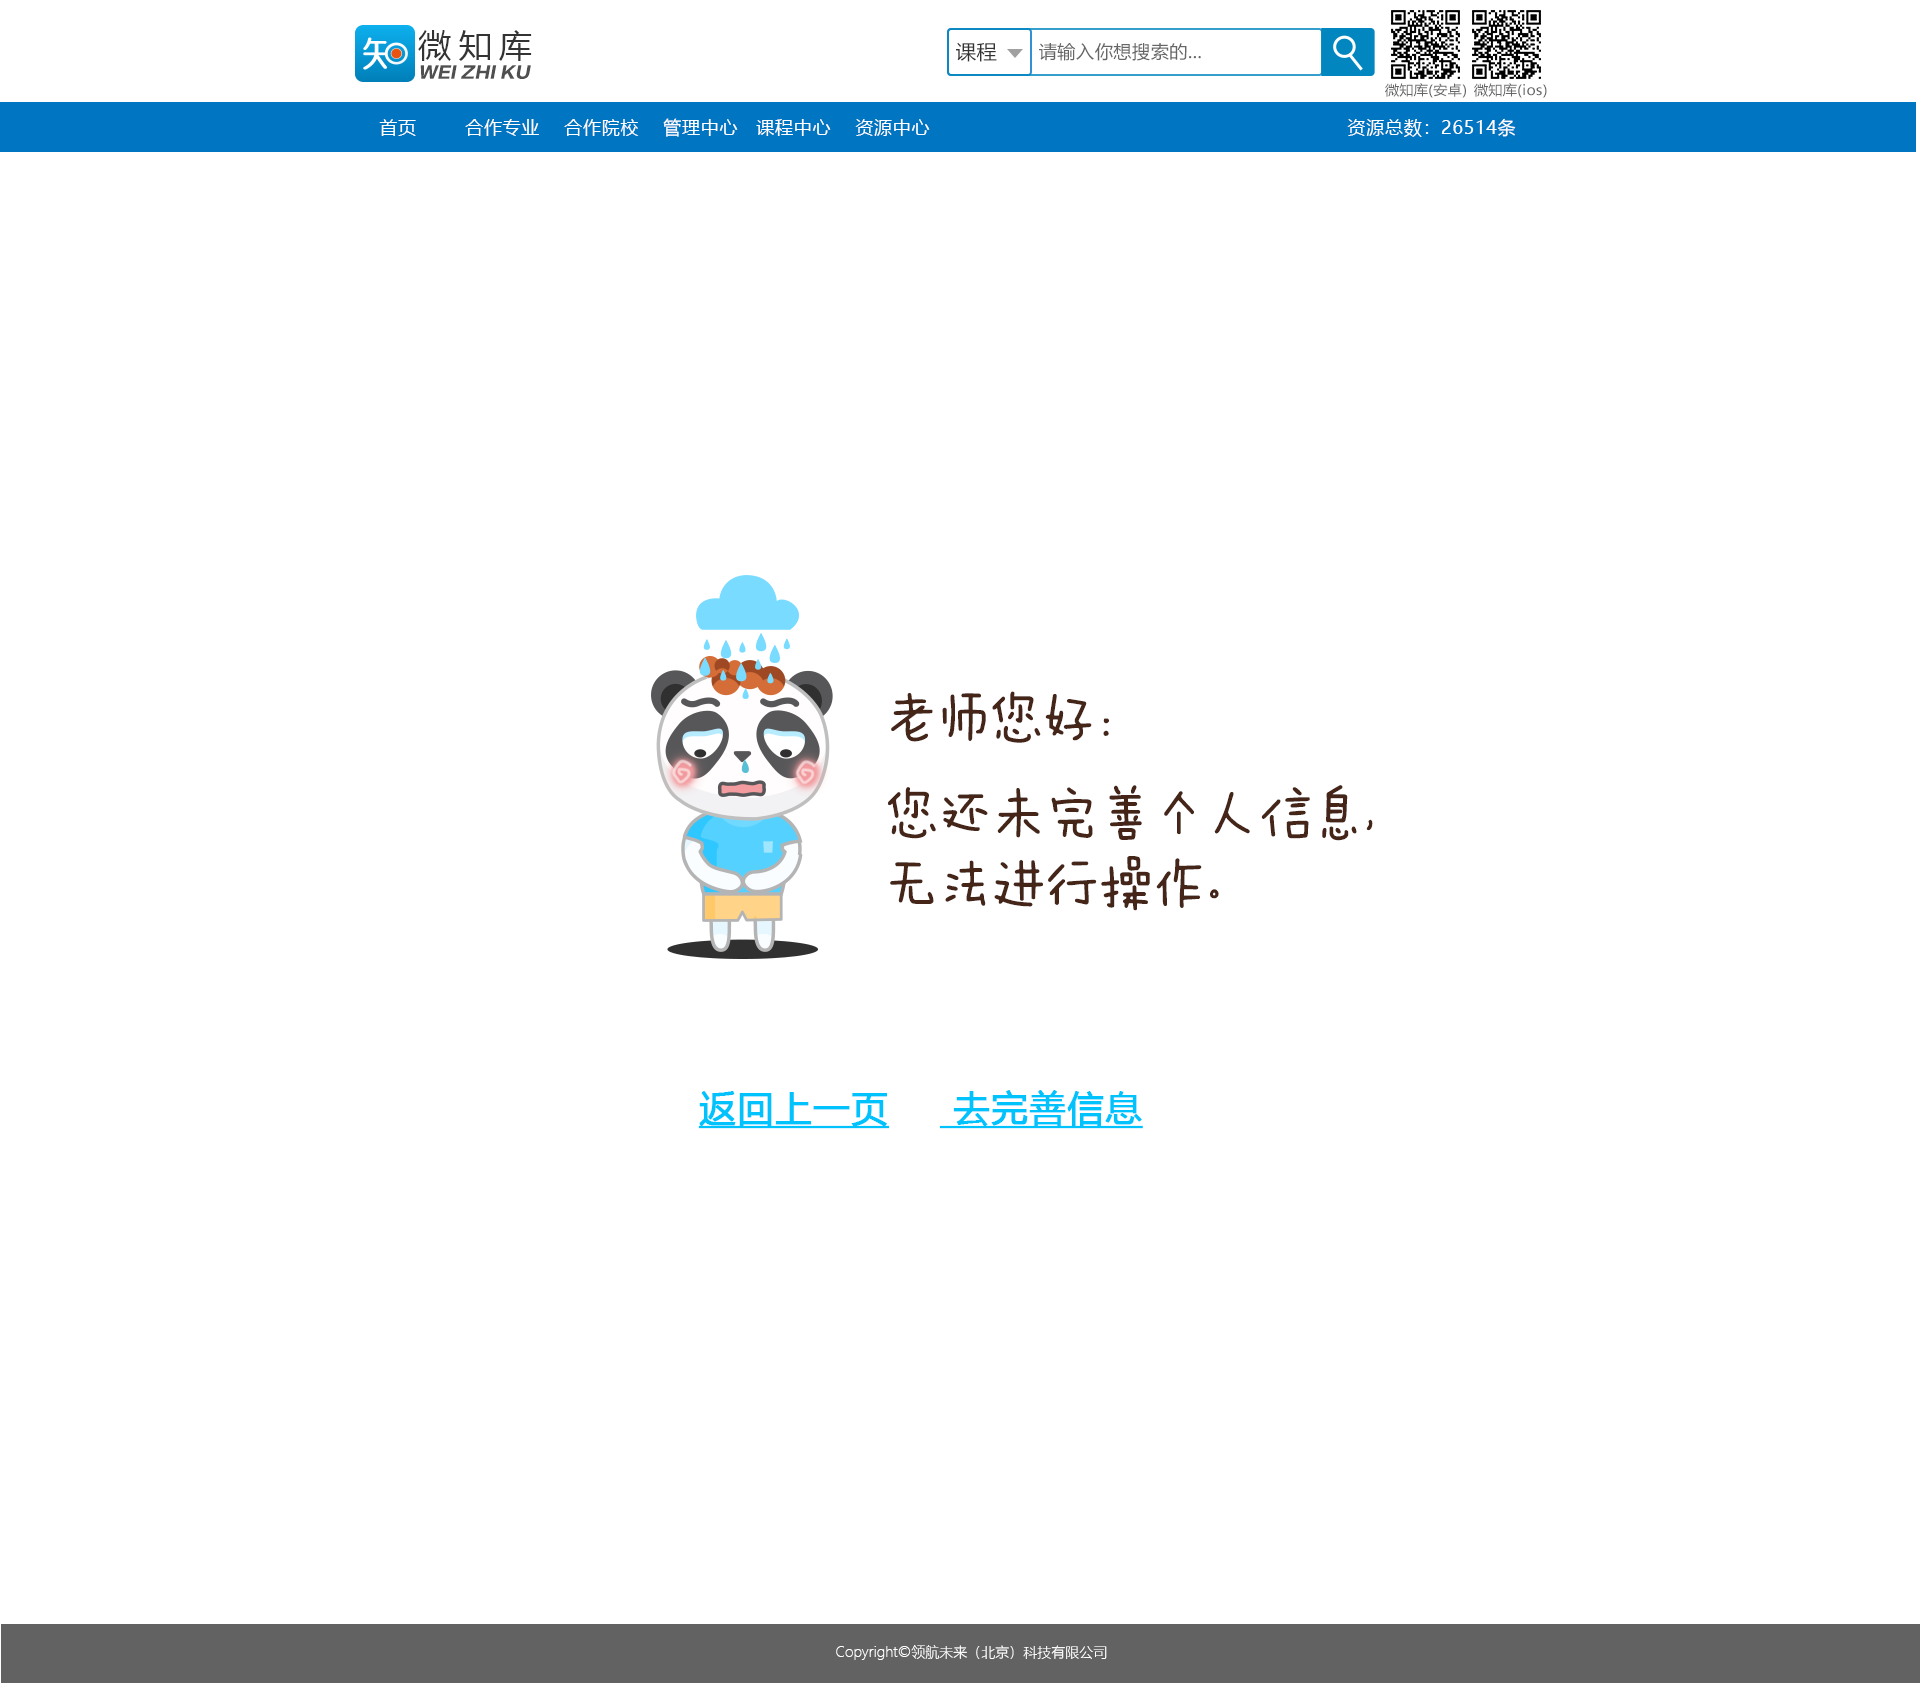 知 微知库
WEI ZHI KU
课程 请输入你想搜索的...
微知库(安卓) 微知库(ios)
首页 合作专业 合作院校 管理中心 课程中心 资源中心 资源总数：26514条
老师您好：
您还未完善个人信息，
无法进行操作。
返回上一页 去完善信息
Copyright©领航未来（北京）科技有限公司